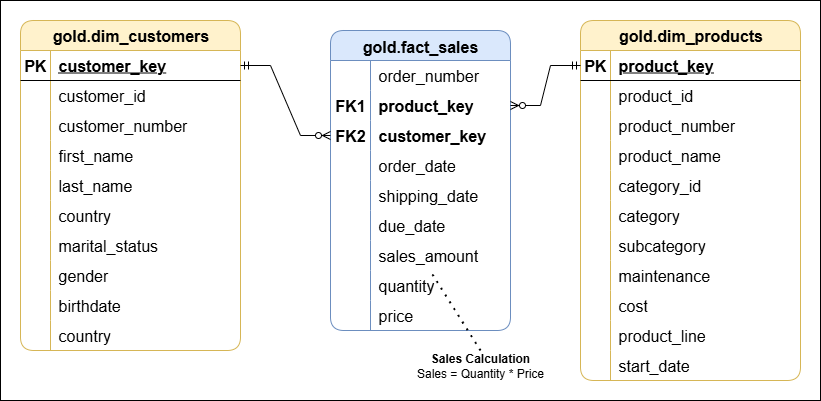 gold.dim_customers
PK customer_key
customer_id
customer_number
first_name
last_name
country
marital_status
gender
birthdate
country
gold.fact_sales
order_number
FK1 product_key
FK2 customer_key
order_date
shipping_date
due_date
sales_amount
quantity
price
Sales Calculation
Sales = Quantity * Price
gold.dim_products
PK product_key
product_id
product_number
product_name
category_id
category
subcategory
maintenance
cost
product_line
start_date